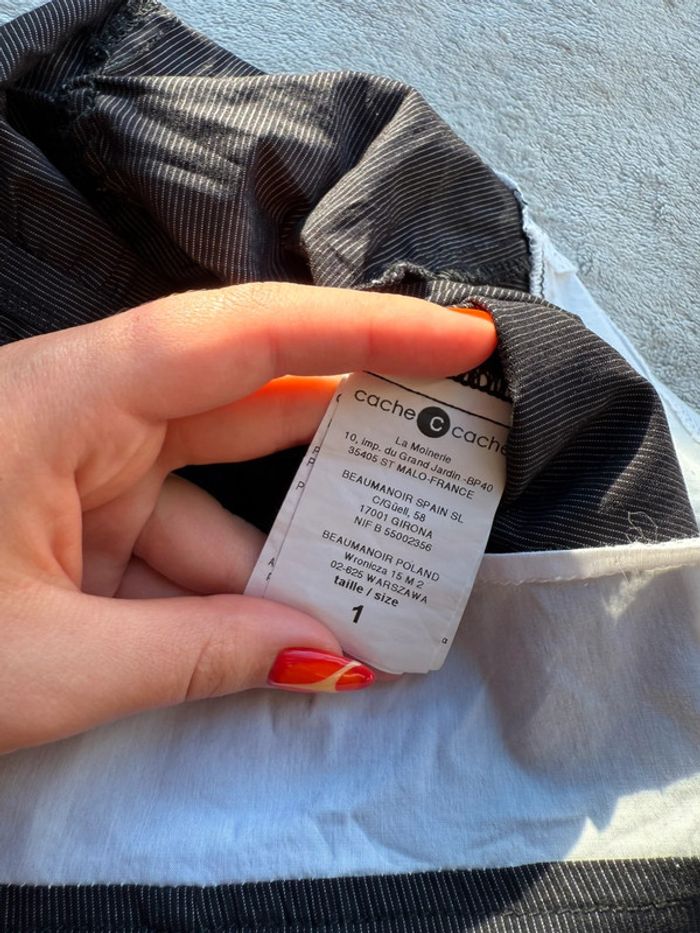 cache c cache
La Moinerie
10, imp. du Grand Jardin -BP40
35405 ST MALO-FRANCE
BEAUMANOIR SPAIN SL
C/Güell, 58
17001 GIRONA
NIF B 55002356
BEAUMANOIR POLAND
Wronicza 15 M 2
02-625 WARSZAWA
taille / size
1